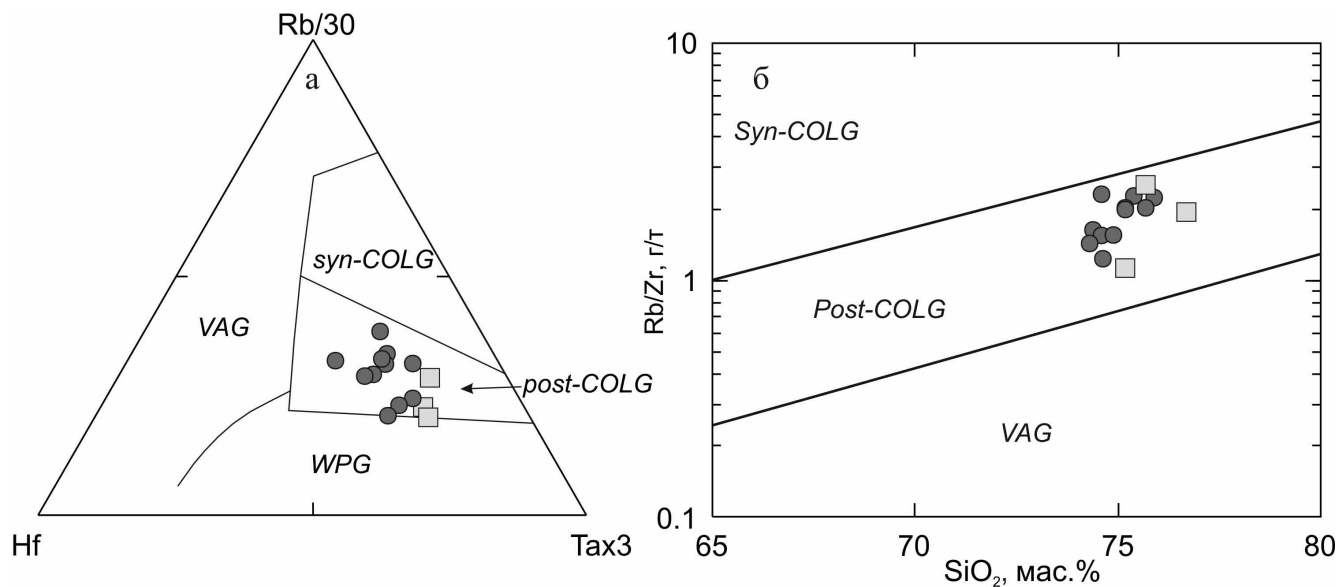 Rb/30
а
syn-COLG
VAG
post-COLG
WPG
Hf
Tax3
10
б
Syn-COLG
Rb/Zr, г/т
1
Post-COLG
VAG
0.1
65
70
75
80
SiO₂, мас.%